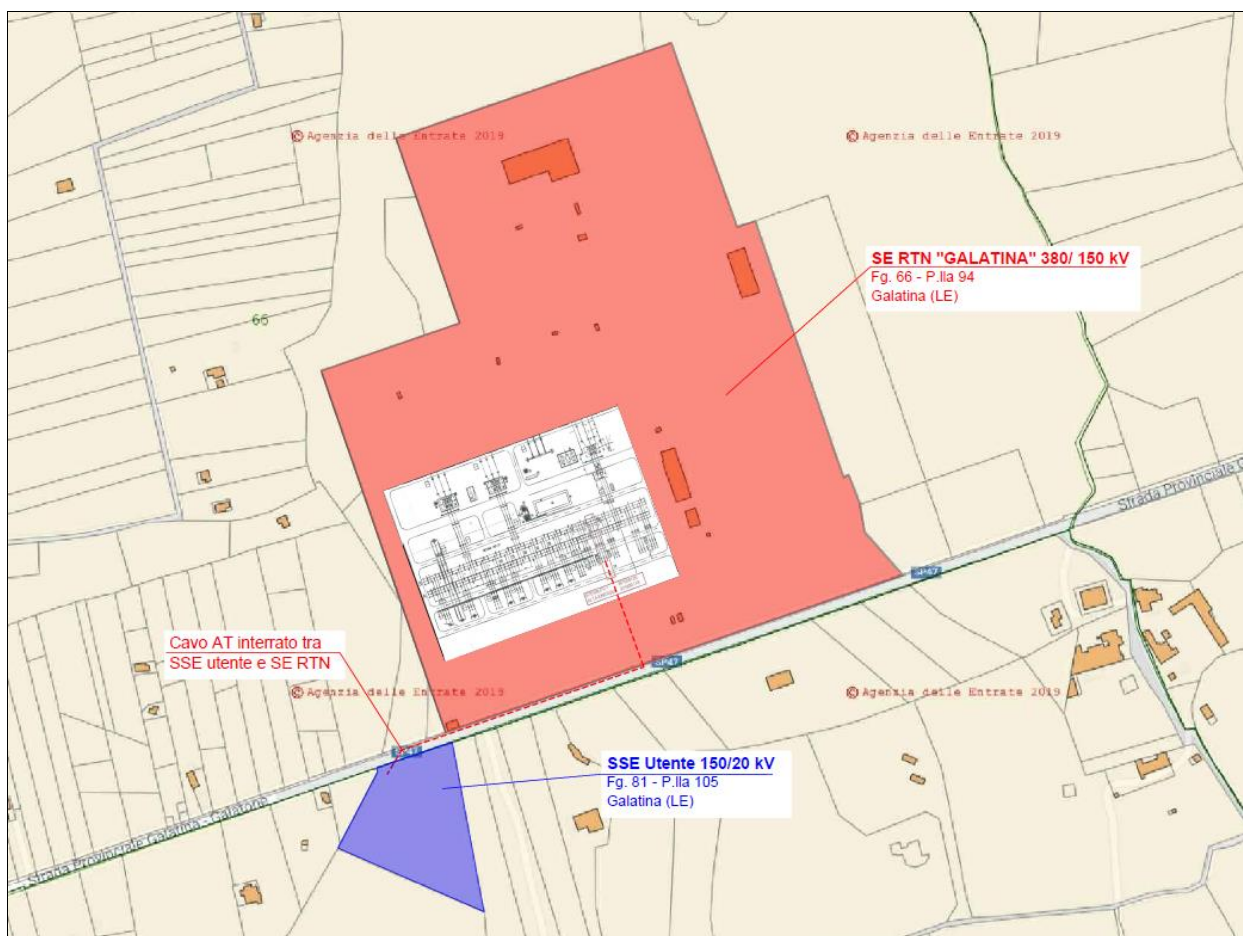 © Agenzia delle Entrate 2019
© Agenzia delle Entrate 2019
SE RTN "GALATINA" 380/ 150 kV
Fg. 66 - P.lla 94
Galatina (LE)
66
Strada Provinciale G
SP47
Cavo AT interrato tra
SSE utente e SE RTN
SP47
© Agenzia delle Entrate 2019
© Agenzia delle Entrate 2019
SP47
SSE Utente 150/20 kV
Fg. 81 - P.lla 105
Galatina (LE)
Strada Provinciale Galatina - Galatone